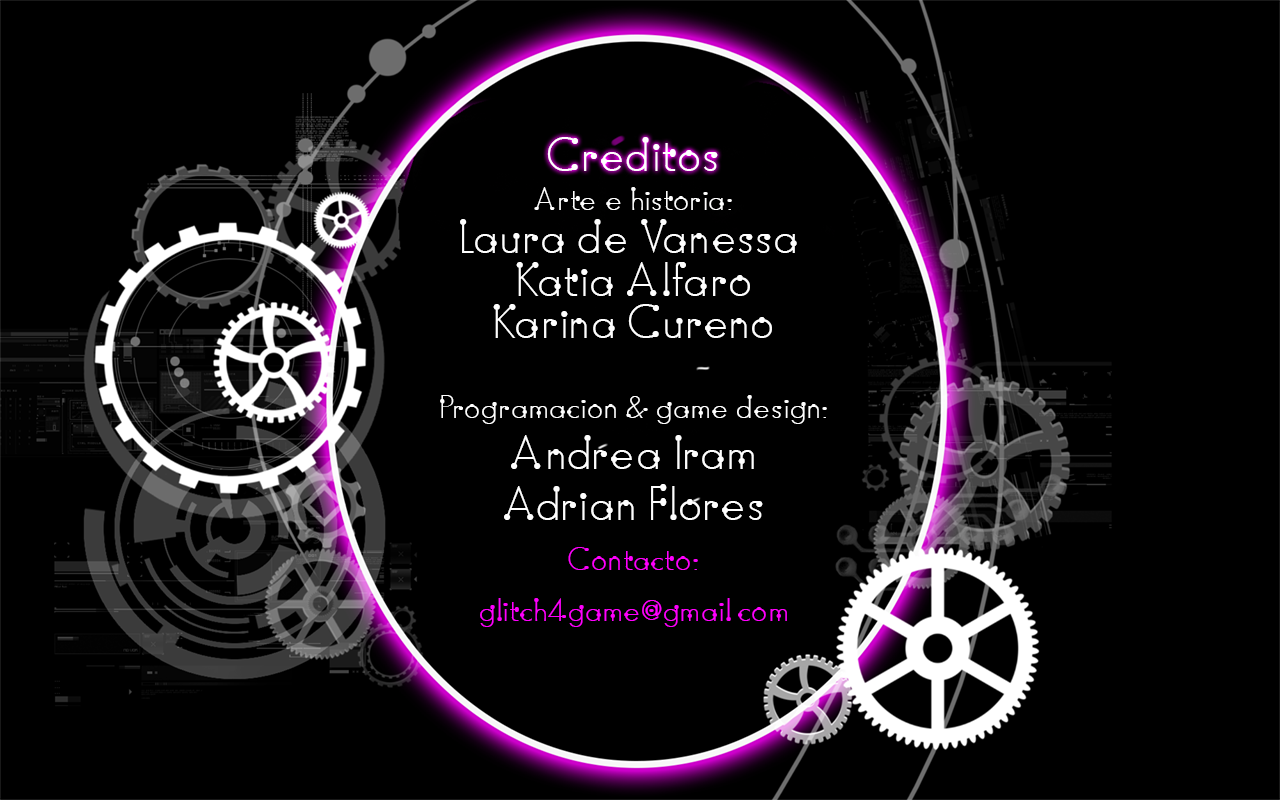 Créditos
Arte e historia:
Laura de Vanessa
Katia Alfaro
Karina Cureno
~
Programacion & game design:
Andrea Iram
Adrian Flores
Contacto:
glitch4game@gmail.com